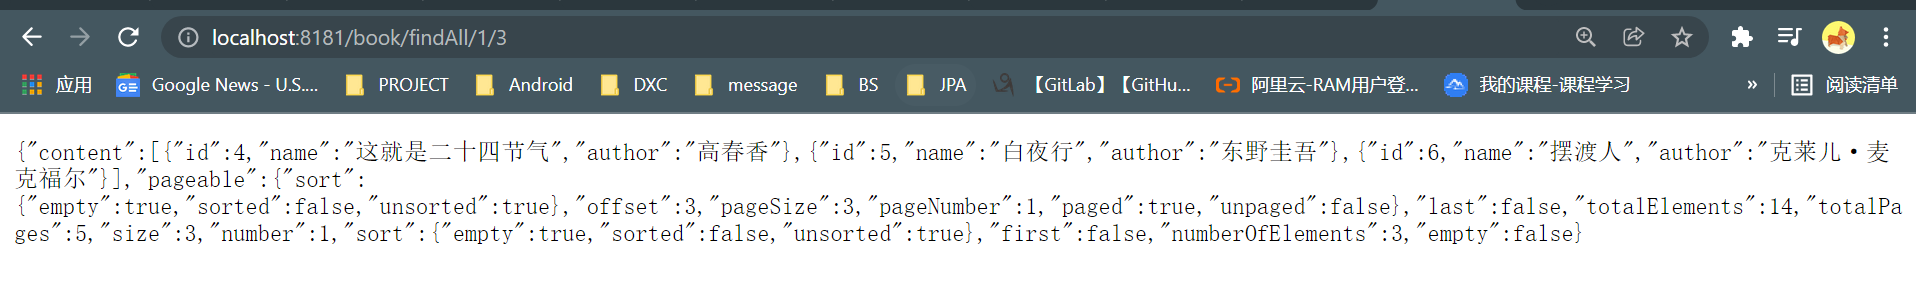 localhost:8181/book/findAll/1/3
应用 Google News - U.S.... PROJECT Android DXC message BS JPA 【GitLab】【GitHu... 阿里云-RAM用户登... 我的课程-课程学习 » 阅读清单
{"content":[{"id":4,"name":"这就是二十四节气","author":"高春香"},{"id":5,"name":"白夜行","author":"东野圭吾"},{"id":6,"name":"摆渡人","author":"克莱儿·麦
克福尔"}],"pageable":{"sort":
{"empty":true,"sorted":false,"unsorted":true},"offset":3,"pageSize":3,"pageNumber":1,"paged":true,"unpaged":false},"last":false,"totalElements":14,"totalPa
ges":5,"size":3,"number":1,"sort":{"empty":true,"sorted":false,"unsorted":true},"first":false,"numberOfElements":3,"empty":false}